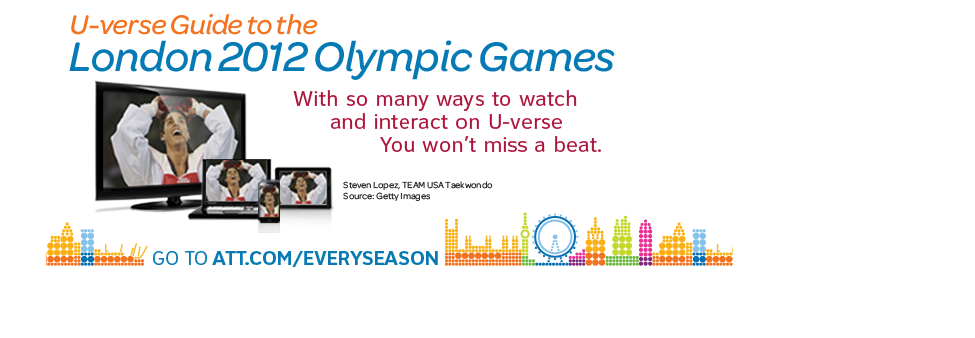 U-verse Guide to the
London 2012 Olympic Games
With so many ways to watch
and interact on U-verse
You won't miss a beat.
Steven Lopez, TEAM USA Taekwondo
Source: Getty Images
GO TO ATT.COM/EVERYSEASON